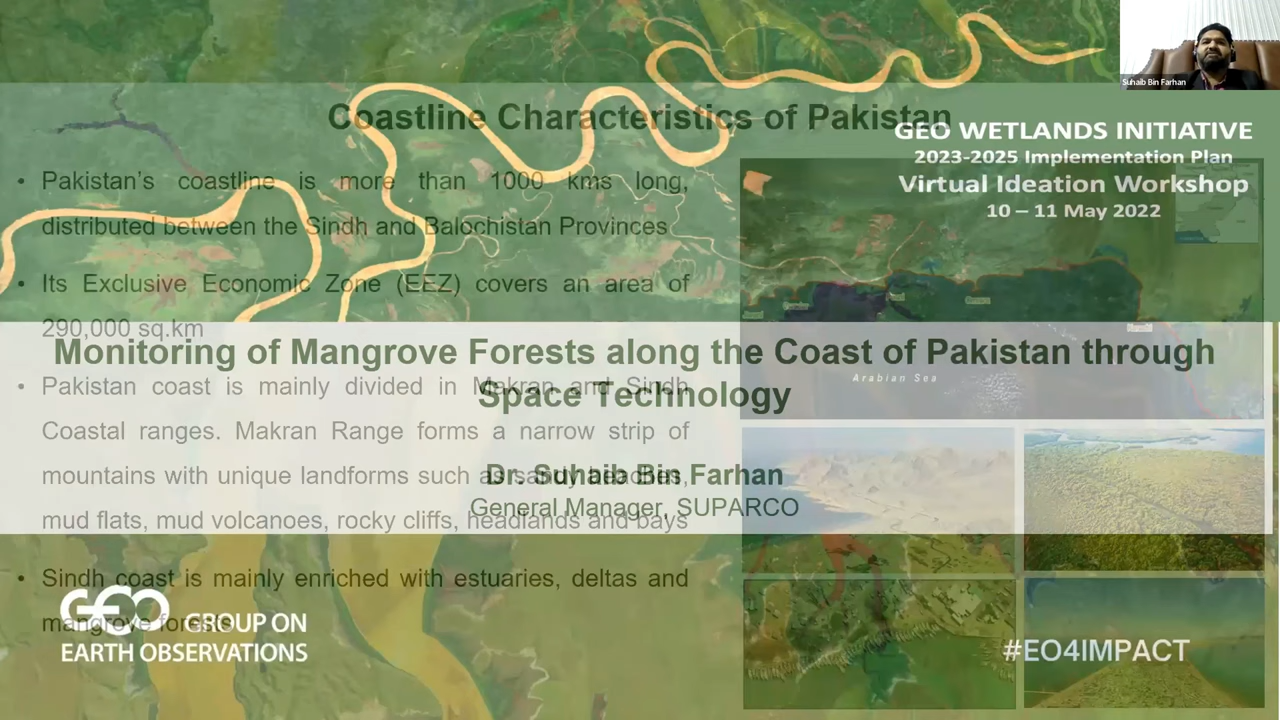 Suhaib Bin Farhan
Coastline Characteristics of Pakistan
GEO WETLANDS INITIATIVE
2023-2025 Implementation Plan
Virtual Ideation Workshop
10 – 11 May 2022
• Pakistan's coastline is more than 1000 kms long,
distributed between the Sindh and Balochistan Provinces
• Its Exclusive Economic Zone (EEZ) covers an area of
290,000 sq.km
Monitoring of Mangrove Forests along the Coast of Pakistan through
Space Technology
• Pakistan coast is mainly divided in Makran and Sindh
Coastal ranges. Makran Range forms a narrow strip of
mountains with unique landforms such as sandy beaches,
mud flats, mud volcanoes, rocky cliffs, headlands and bays
Dr. Suhaib Bin Farhan
General Manager, SUPARCO
• Sindh coast is mainly enriched with estuaries, deltas and
mangrove forests
Karachi
Arabian Sea
GEO GROUP ON
EARTH OBSERVATIONS
#EO4IMPACT